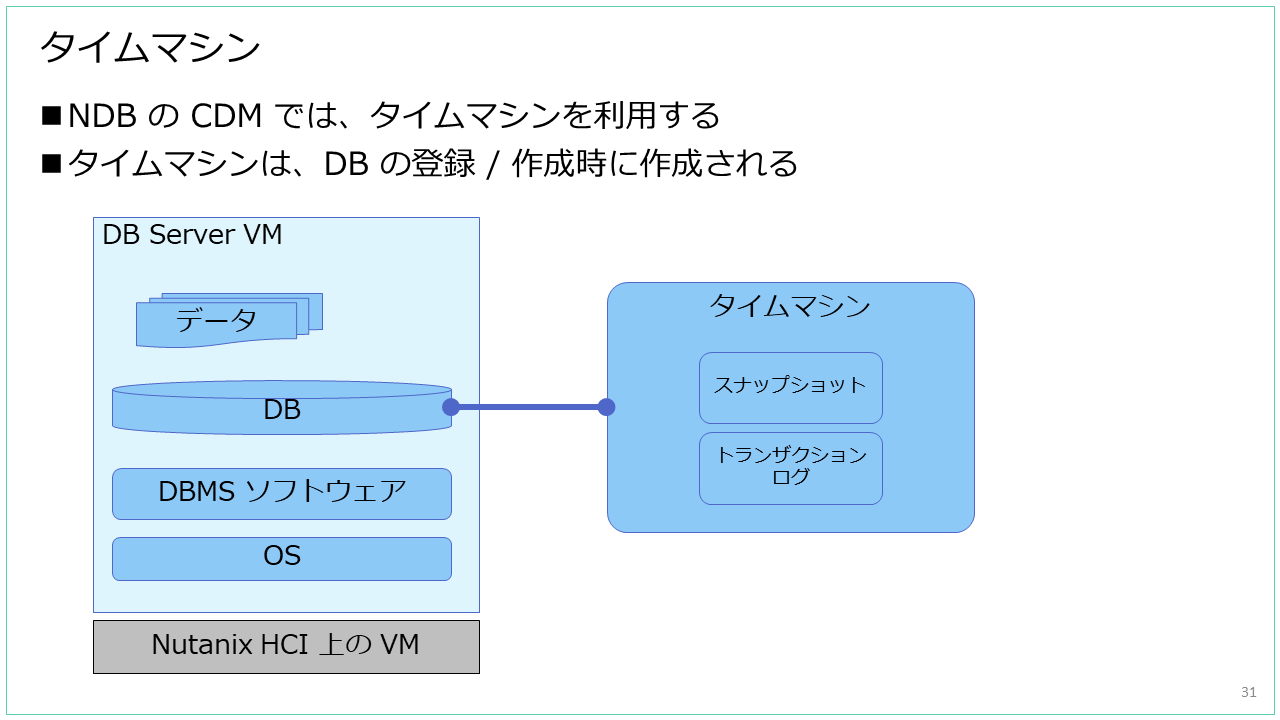 タイムマシン
■NDB の CDM では、タイムマシンを利用する
■タイムマシンは、DB の登録 / 作成時に作成される
DB Server VM
データ
DB
DBMS ソフトウェア
OS
Nutanix HCI 上の VM
タイムマシン
スナップショット
トランザクション
ログ
31